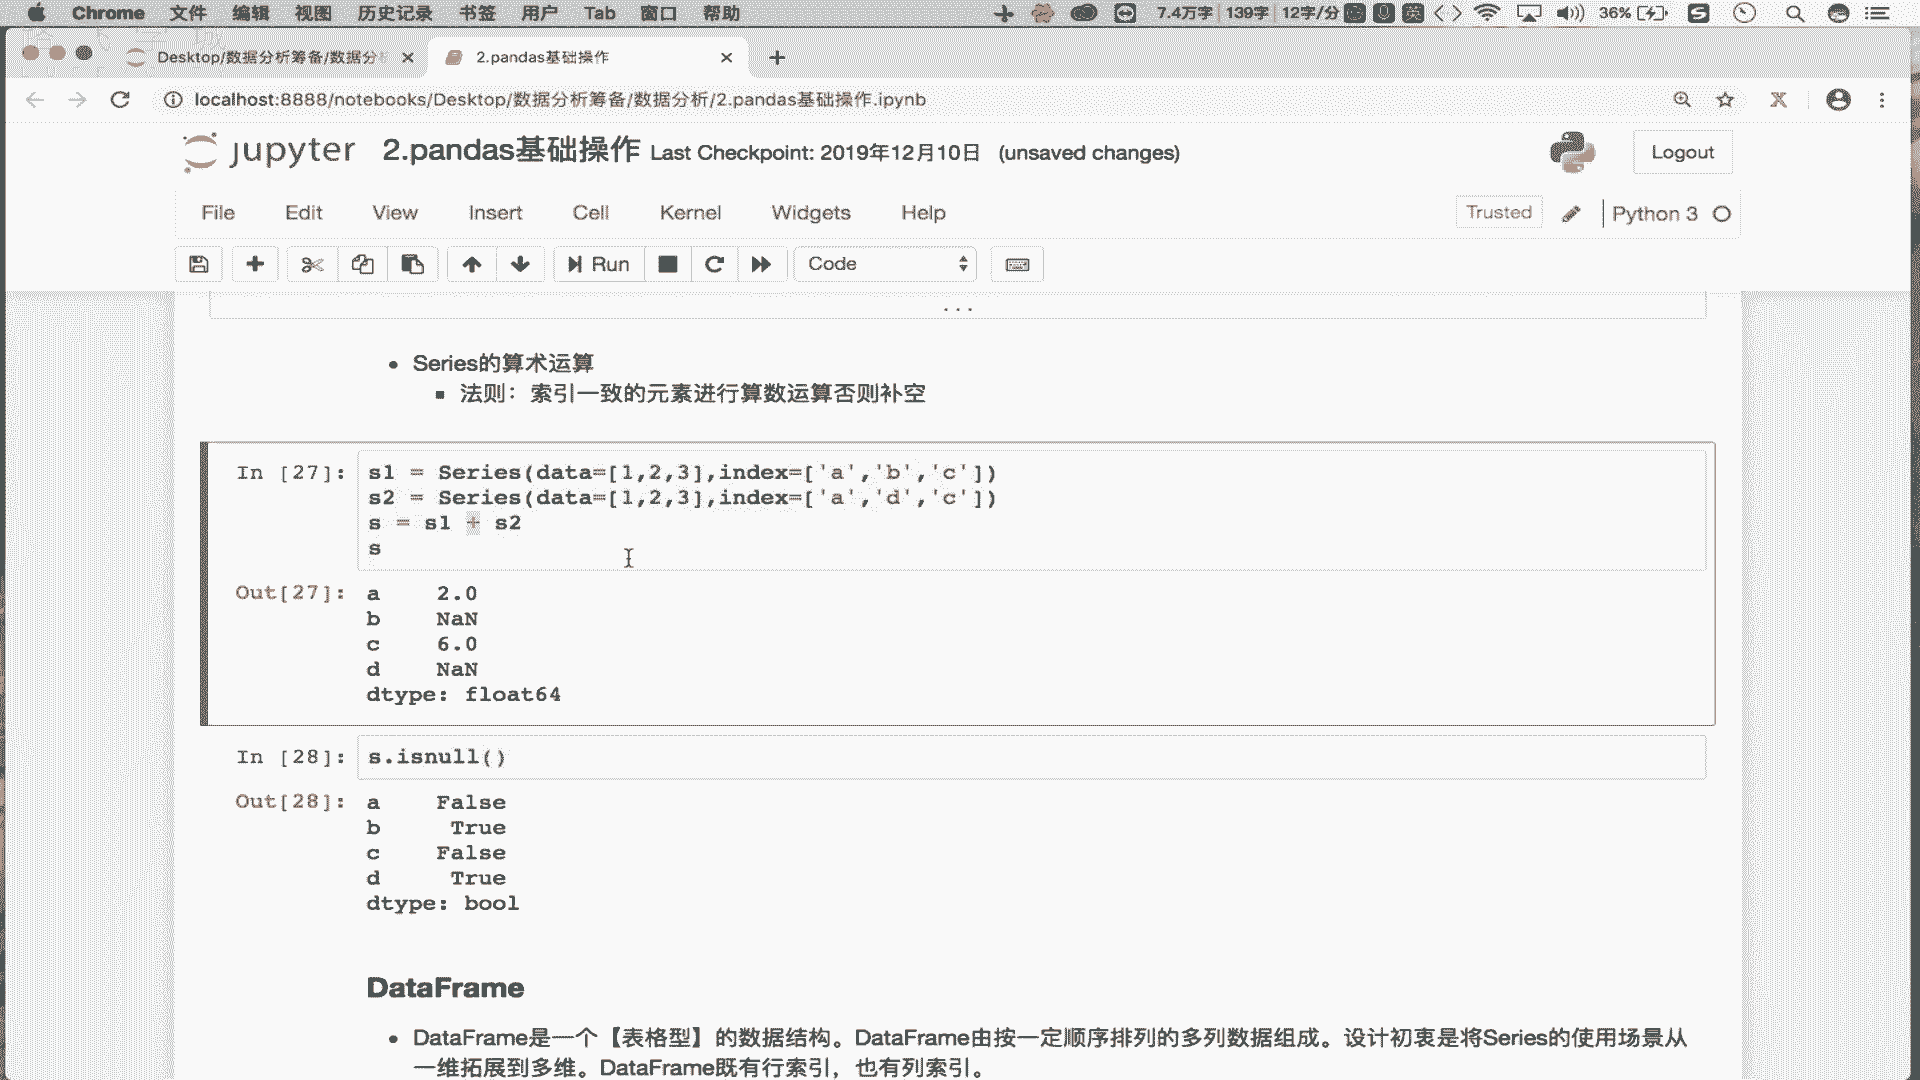 Chrome 文件 编辑 视图 历史记录 书签 用户 Tab 窗口 帮助 7.4万字 139字 12字/分 英 36%
Desktop/数据分析筹备/数据分 2.pandas基础操作
localhost:8888/notebooks/Desktop/数据分析筹备/数据分析/2.pandas基础操作.ipynb
jupyter 2.pandas基础操作 Last Checkpoint: 2019年12月10日 (unsaved changes) Logout
File Edit View Insert Cell Kernel Widgets Help Trusted Python 3
Run Code
...
Series的算术运算
法则：索引一致的元素进行算数运算否则补空
In [27]: s1 = Series(data=[1,2,3],index=['a','b','c'])
s2 = Series(data=[1,2,3],index=['a','d','c'])
s = s1 + s2
s
Out[27]: a 2.0
b NaN
c 6.0
d NaN
dtype: float64
In [28]: s.isnull()
Out[28]: a False
b True
c False
d True
dtype: bool
DataFrame
DataFrame是一个【表格型】的数据结构。DataFrame由按一定顺序排列的多列数据组成。设计初衷是将Series的使用场景从
一维拓展到多维。DataFrame既有行索引，也有列索引。